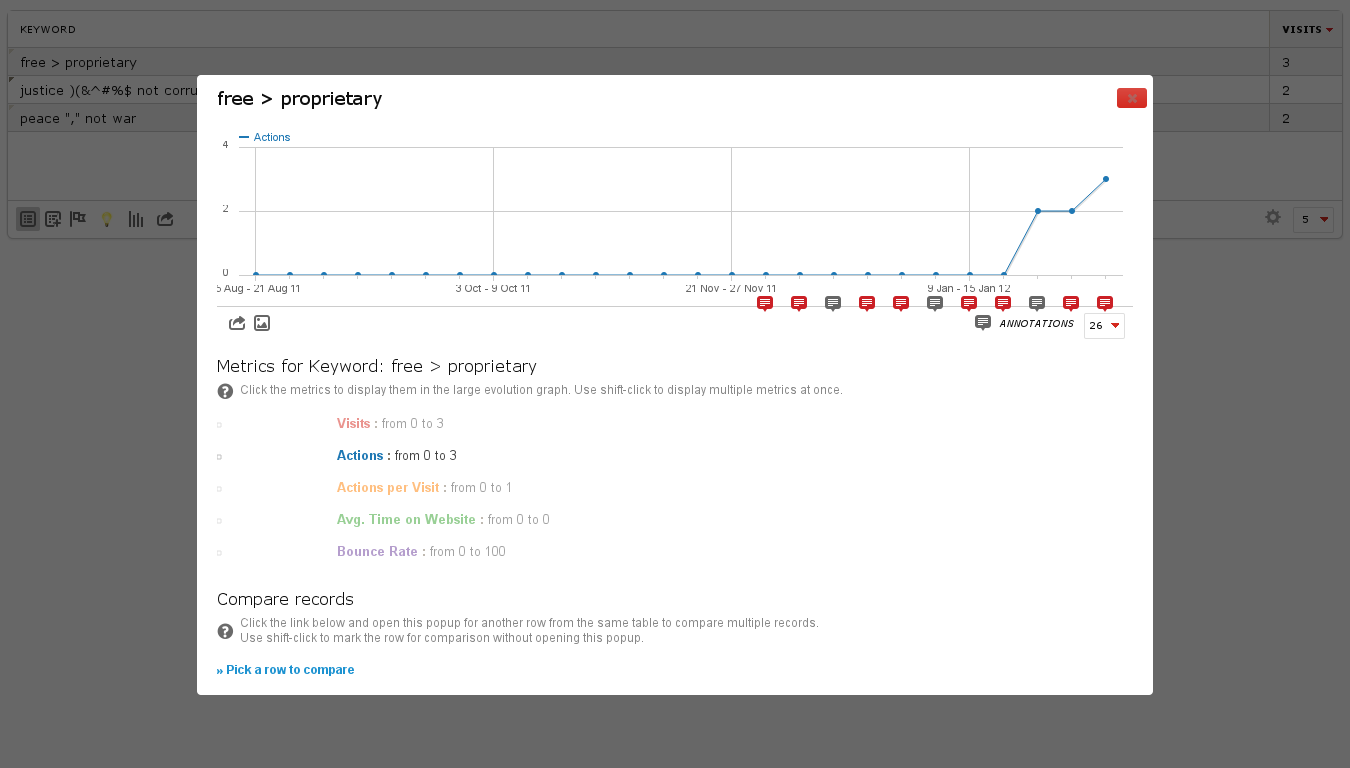 KEYWORD VISITS
free > proprietary 3
justice )(&^#%$ not corru 2
peace "," not war 2
5
free > proprietary
Actions
4
2
0
5 Aug - 21 Aug 11 3 Oct - 9 Oct 11 21 Nov - 27 Nov 11 9 Jan - 15 Jan 12
ANNOTATIONS 26
Metrics for Keyword: free > proprietary
Click the metrics to display them in the large evolution graph. Use shift-click to display multiple metrics at once.
Visits : from 0 to 3
Actions : from 0 to 3
Actions per Visit : from 0 to 1
Avg. Time on Website : from 0 to 0
Bounce Rate : from 0 to 100
Compare records
Click the link below and open this popup for another row from the same table to compare multiple records.
Use shift-click to mark the row for comparison without opening this popup.
» Pick a row to compare